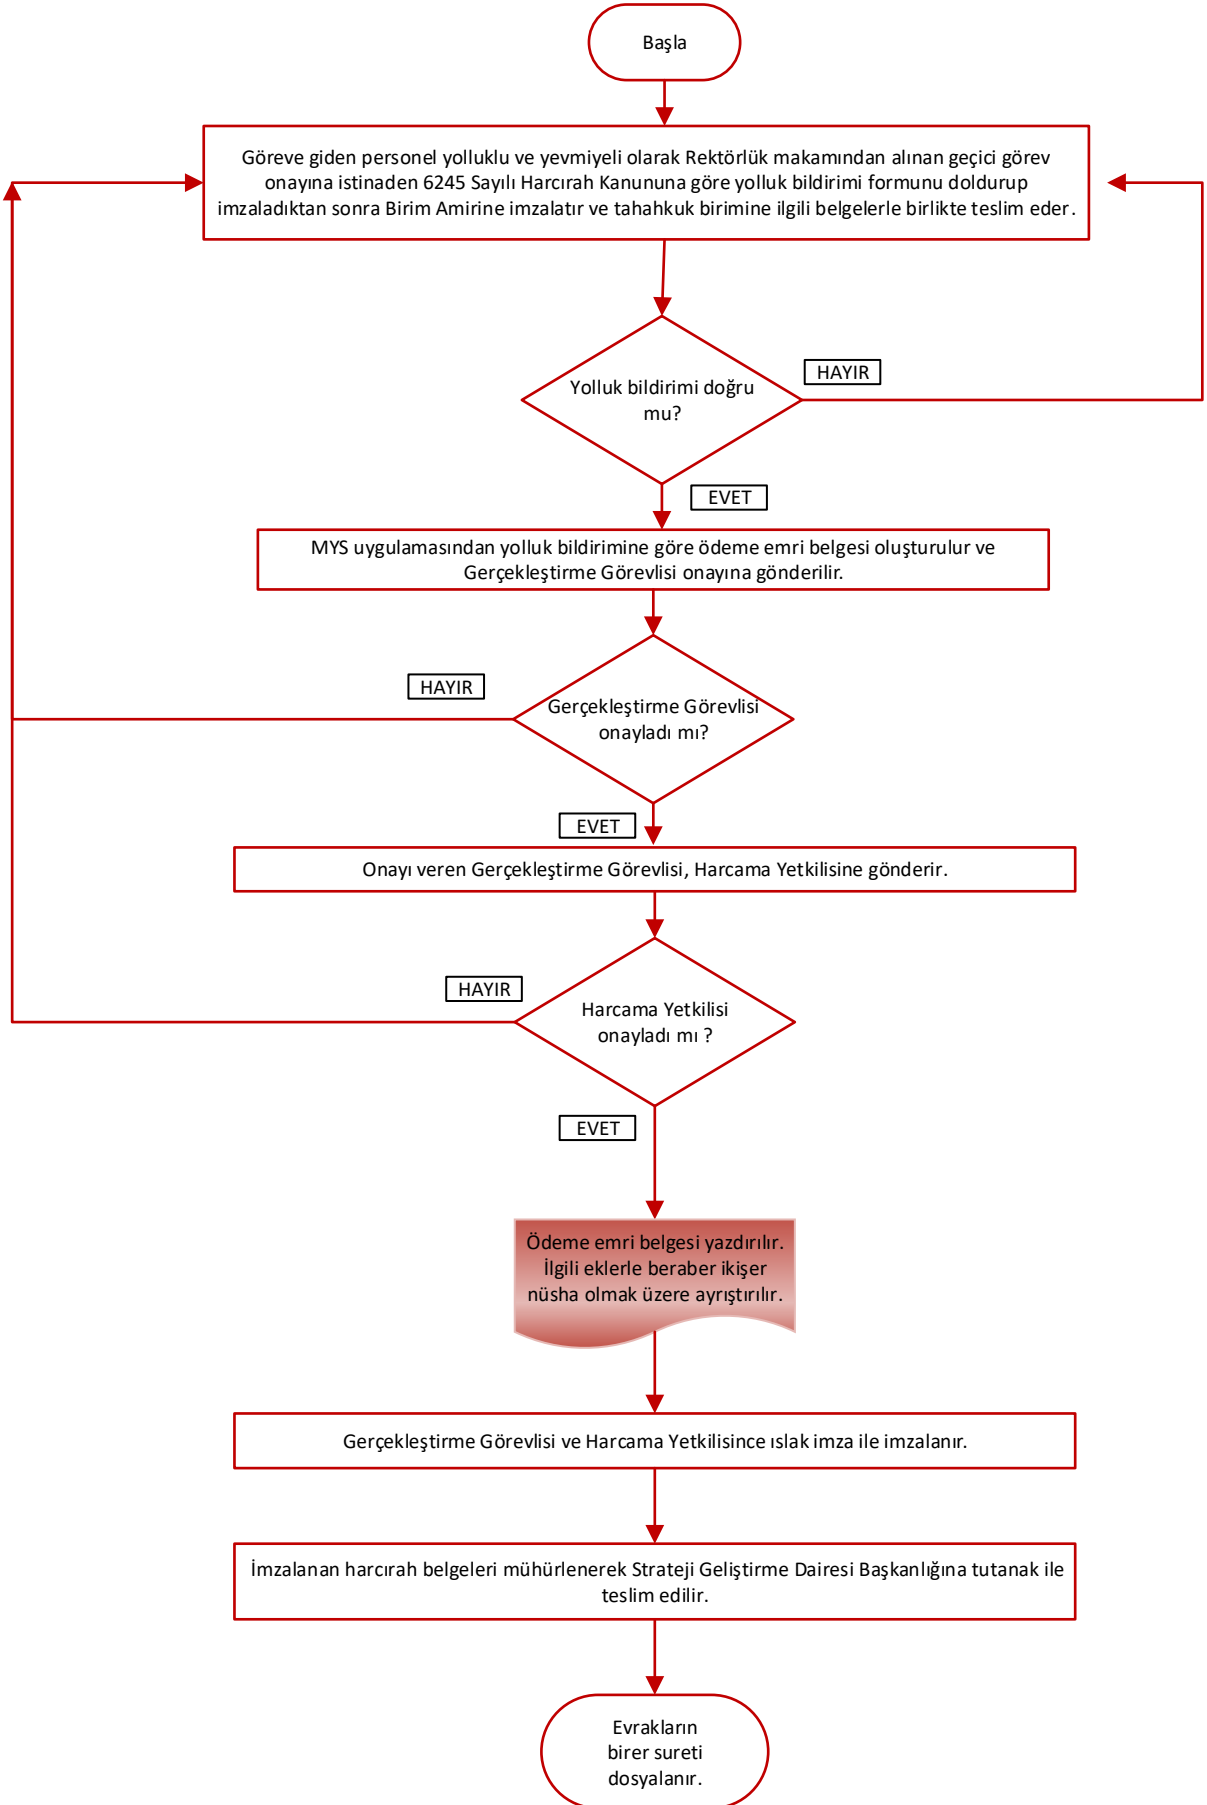 Başla
Göreve giden personel yolluklu ve yevmiyeli olarak Rektörlük makamından alınan geçici görev
onayına istinaden 6245 Sayılı Harcırah Kanununa göre yolluk bildirimi formunu doldurup
imzaladıktan sonra Birim Amirine imzalatır ve tahahkuk birimine ilgili belgelerle birlikte teslim eder.
HAYIR
Yolluk bildirimi doğru
mu?
EVET
MYS uygulamasından yolluk bildirimine göre ödeme emri belgesi oluşturulur ve
Gerçekleştirme Görevlisi onayına gönderilir.
HAYIR
Gerçekleştirme Görevlisi
onayladı mı?
EVET
Onayı veren Gerçekleştirme Görevlisi, Harcama Yetkilisine gönderir.
HAYIR
Harcama Yetkilisi
onayladı mı ?
EVET
Ödeme emri belgesi yazdırılır.
İlgili eklerle beraber ikişer
nüsha olmak üzere ayrıştırılır.
Gerçekleştirme Görevlisi ve Harcama Yetkilisince ıslak imza ile imzalanır.
İmzalanan harcırah belgeleri mühürlenerek Strateji Geliştirme Dairesi Başkanlığına tutanak ile
teslim edilir.
Evrakların
birer sureti
dosyalanır.